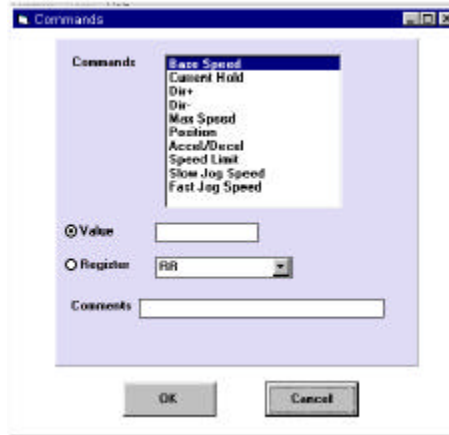 Commands
Commands
Base Speed
Current Hold
Dir+
Dir-
Max Speed
Position
Accel/Decel
Speed Limit
Slow Jog Speed
Fast Jog Speed
Value
Register
Comments
OK
Cancel